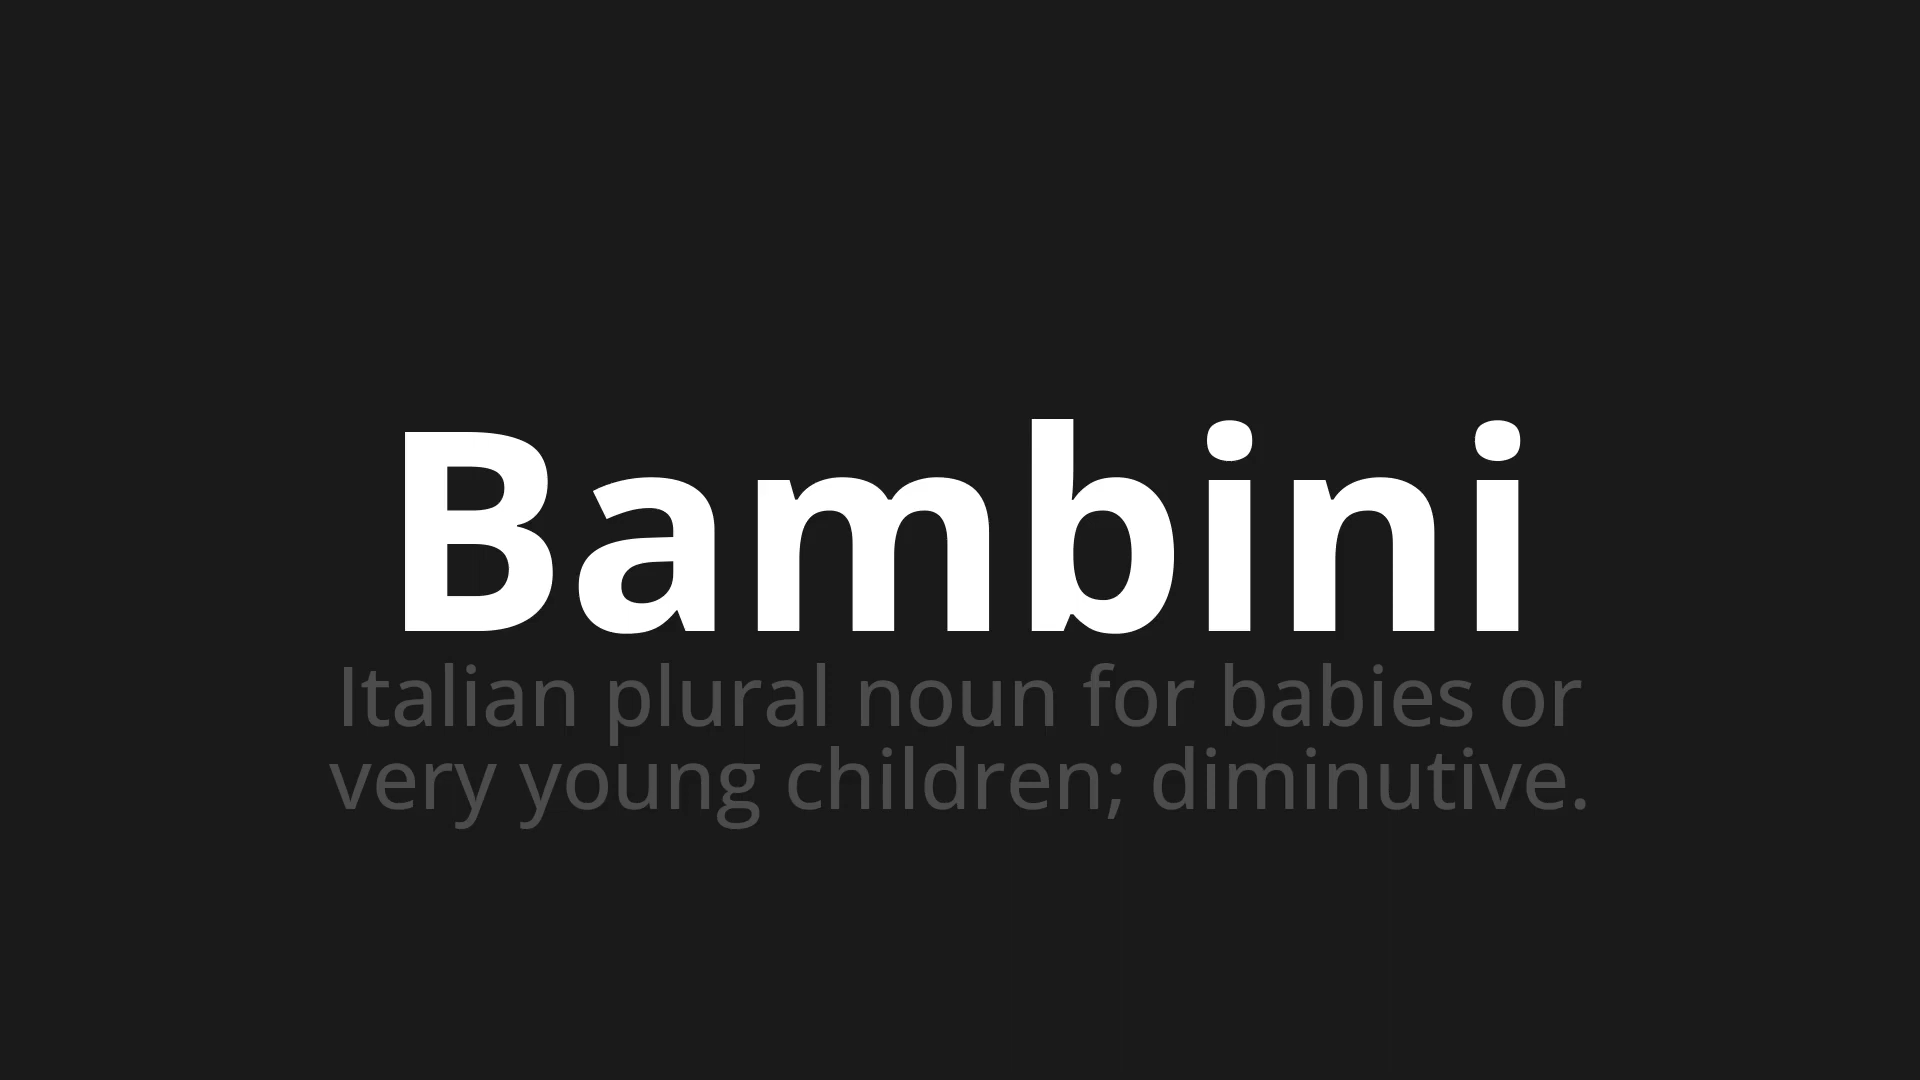 Bambini
Italian plural noun for babies or
very young children; diminutive.